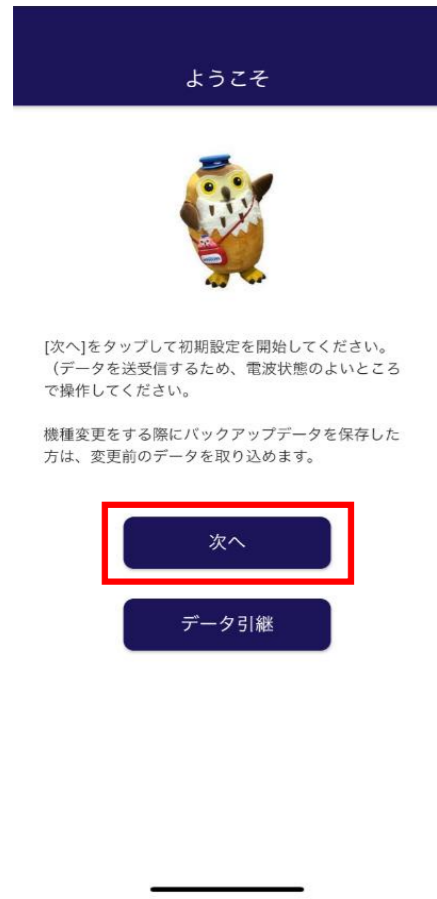 ようこそ
[次へ]をタップして初期設定を開始してください。
（データを送受信するため、電波状態のよいところ
で操作してください。
機種変更をする際にバックアップデータを保存した
方は、変更前のデータを取り込めます。
次へ
データ引継